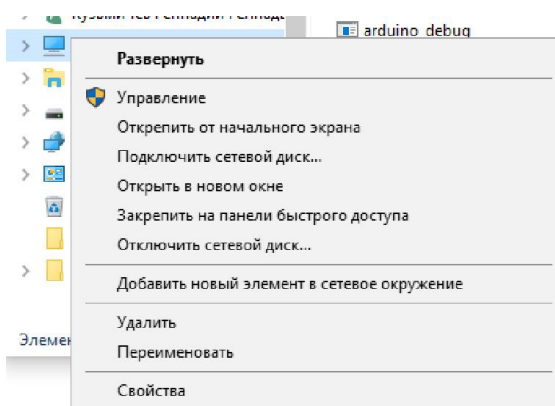 arduino_debug
Развернуть
Управление
Открепить от начального экрана
Подключить сетевой диск...
Открыть в новом окне
Закрепить на панели быстрого доступа
Отключить сетевой диск...
Добавить новый элемент в сетевое окружение
Удалить
Переименовать
Свойства